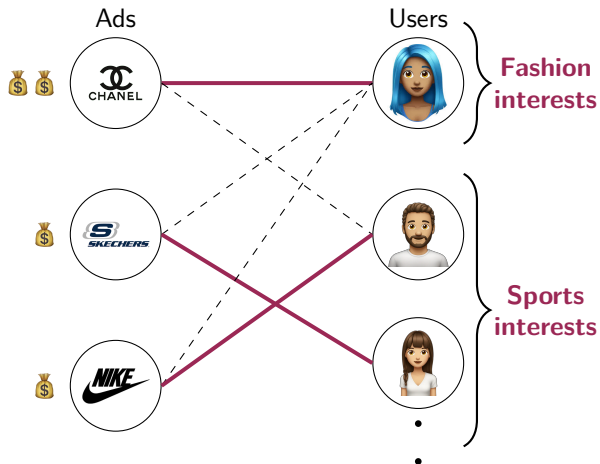 Ads
Users
CHANEL
Fashion
interests
S
SKECHERS
NIKE
Sports
interests